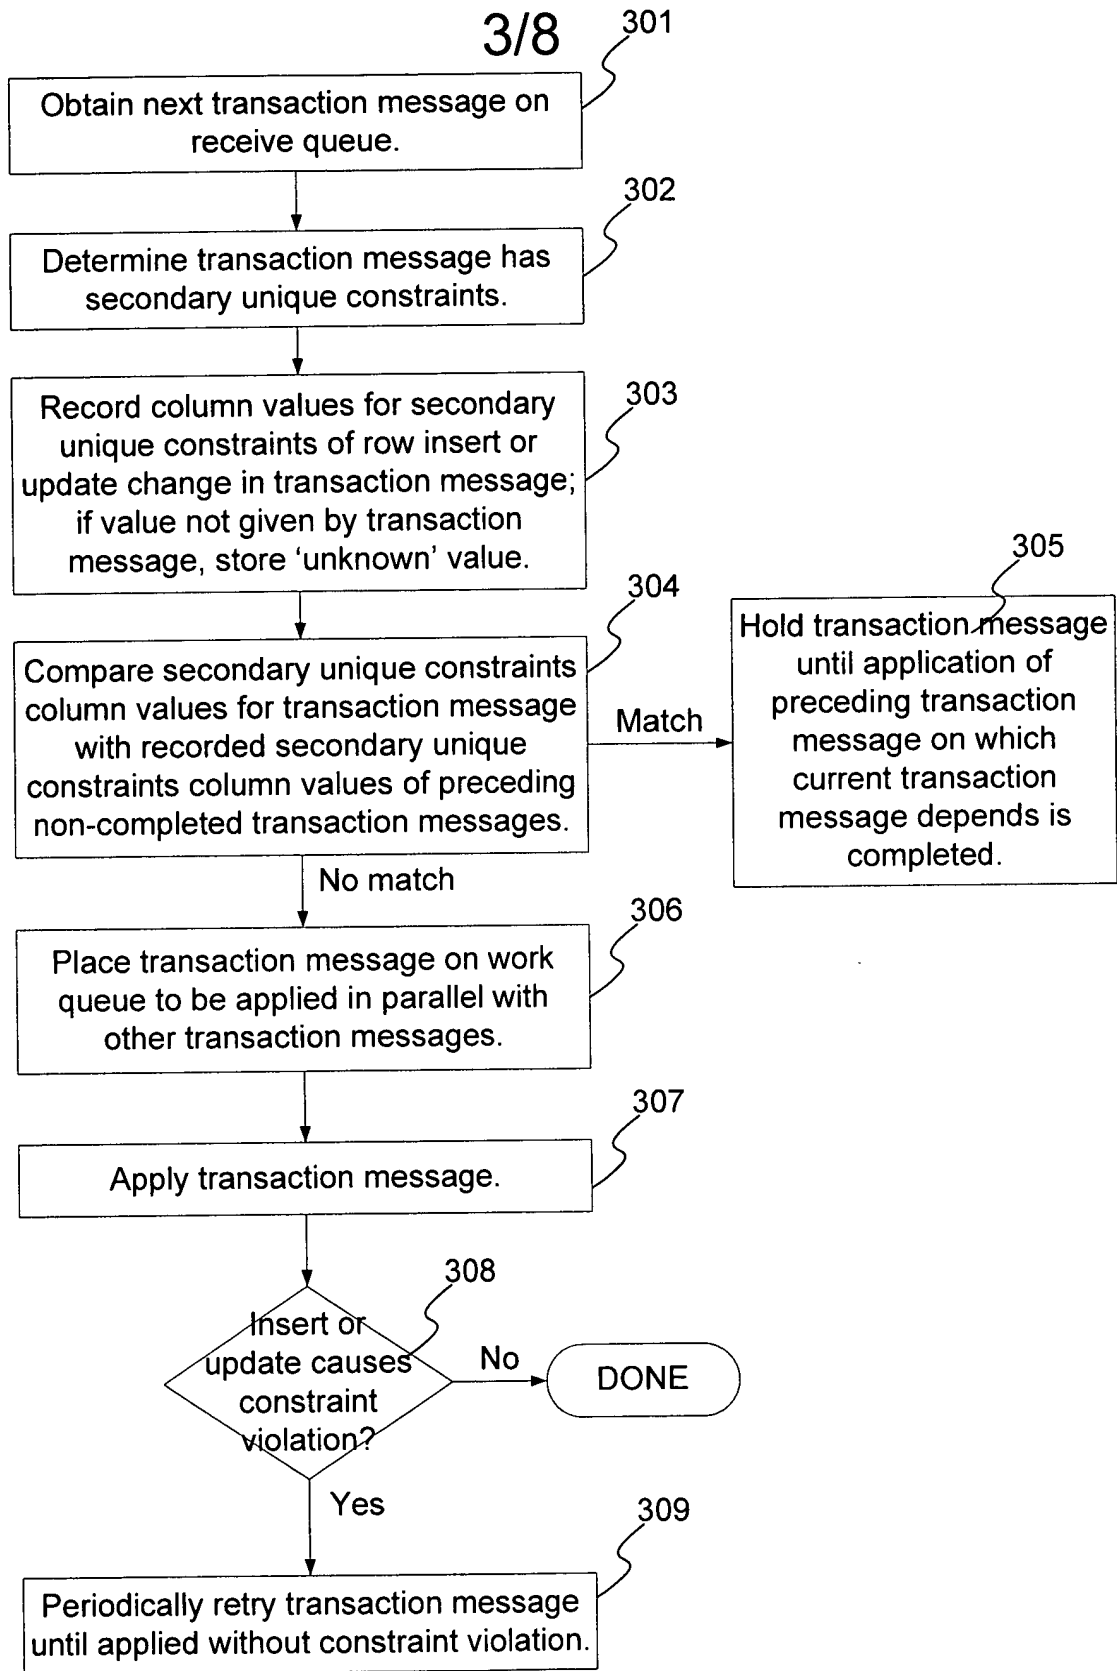 3/8
301
Obtain next transaction message on
receive queue.
302
Determine transaction message has
secondary unique constraints.
303
Record column values for secondary
unique constraints of row insert or
update change in transaction message;
if value not given by transaction
message, store ‘unknown’ value.
304
Compare secondary unique constraints
column values for transaction message
with recorded secondary unique
constraints column values of preceding
non-completed transaction messages.
Match
305
Hold transaction message
until application of
preceding transaction
message on which
current transaction
message depends is
completed.
No match
306
Place transaction message on work
queue to be applied in parallel with
other transaction messages.
307
Apply transaction message.
308
Insert or
update causes
constraint
violation?
No
DONE
Yes
309
Periodically retry transaction message
until applied without constraint violation.